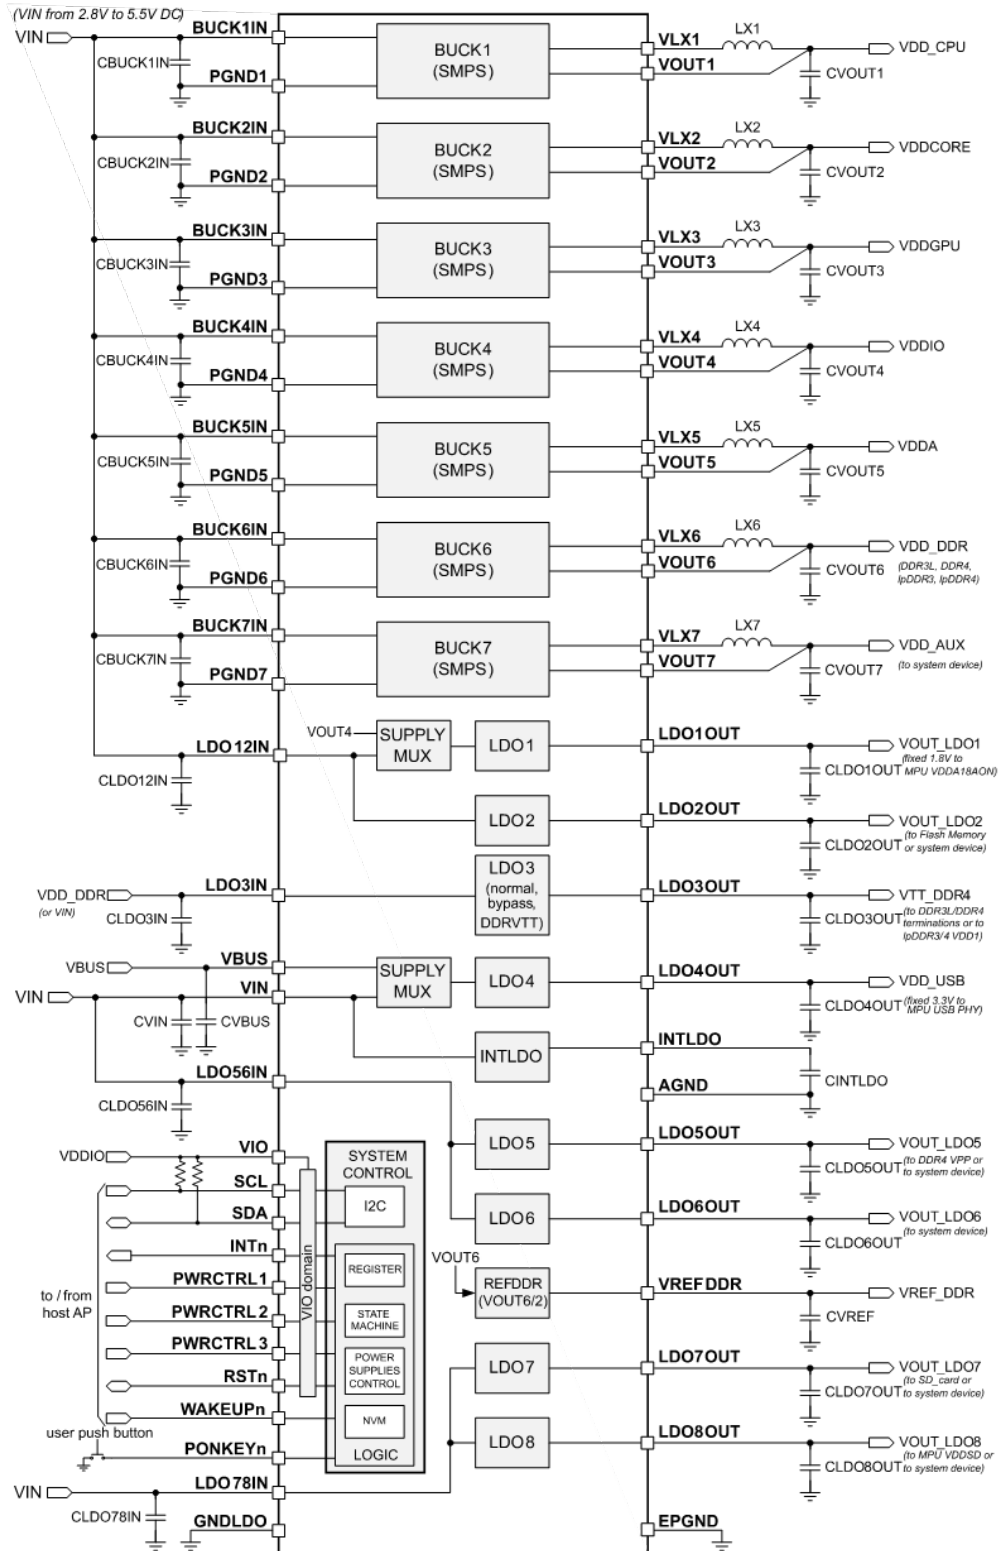 (VIN from 2.8V to 5.5V DC)
VIN
BUCK1IN
CBUCK1IN
PGND1
BUCK1
(SMPS)
VLX1
VOUT1
LX1
CVOUT1
VDD_CPU
BUCK2IN
CBUCK2IN
PGND2
BUCK2
(SMPS)
VLX2
VOUT2
LX2
CVOUT2
VDDCORE
BUCK3IN
CBUCK3IN
PGND3
BUCK3
(SMPS)
VLX3
VOUT3
LX3
CVOUT3
VDDGPU
BUCK4IN
CBUCK4IN
PGND4
BUCK4
(SMPS)
VLX4
VOUT4
LX4
CVOUT4
VDDIO
BUCK5IN
CBUCK5IN
PGND5
BUCK5
(SMPS)
VLX5
VOUT5
LX5
CVOUT5
VDDA
BUCK6IN
CBUCK6IN
PGND6
BUCK6
(SMPS)
VLX6
VOUT6
LX6
CVOUT6
VDD_DDR
(DDR3L, DDR4,
lpDDR3, lpDDR4)
BUCK7IN
CBUCK7IN
PGND7
BUCK7
(SMPS)
VLX7
VOUT7
LX7
CVOUT7
VDD_AUX
(to system device)
LDO12IN
CLDO12IN
VOUT4
SUPPLY
MUX
LDO1
LDO1OUT
CLDO1OUT
VOUT_LDO1
(fixed 1.8V to
MPU VDDA18AON)
LDO2
LDO2OUT
CLDO2OUT
VOUT_LDO2
(to Flash Memory
or system device)
VDD_DDR
(or VIN)
LDO3IN
CLDO3IN
LDO3
(normal,
bypass,
DDRVTT)
LDO3OUT
CLDO3OUT
VTT_DDR4
(to DDR3L/DDR4
terminations or to
lpDDR3/4 VDD1)
VBUS
VBUS
VIN
VIN
CVIN
CVBUS
SUPPLY
MUX
LDO4
LDO4OUT
CLDO4OUT
VDD_USB
(fixed 3.3V to
MPU USB PHY)
INTLDO
INTLDO
CINTLDO
AGND
LDO56IN
CLDO56IN
LDO5
LDO5OUT
CLDO5OUT
VOUT_LDO5
(to DDR4 VPP or
to system device)
LDO6
LDO6OUT
CLDO6OUT
VOUT_LDO6
(to system device)
VDDIO
VIO
SCL
SDA
INTn
PWRCTRL1
PWRCTRL2
PWRCTRL3
RSTn
WAKEUPn
PONKEYn
to / from
host AP
user push button
VIO domain
SYSTEM
CONTROL
I2C
REGISTER
STATE
MACHINE
POWER
SUPPLIES
CONTROL
NVM
LOGIC
VOUT6
REFDDR
(VOUT6/2)
VREFDDR
CVREF
VREF_DDR
LDO7
LDO7OUT
CLDO7OUT
VOUT_LDO7
(to SD_card or
to system device)
LDO8
LDO8OUT
CLDO8OUT
VOUT_LDO8
(to MPU VDDSD or
to system device)
VIN
LDO78IN
CLDO78IN
GNDLDO
EPGND